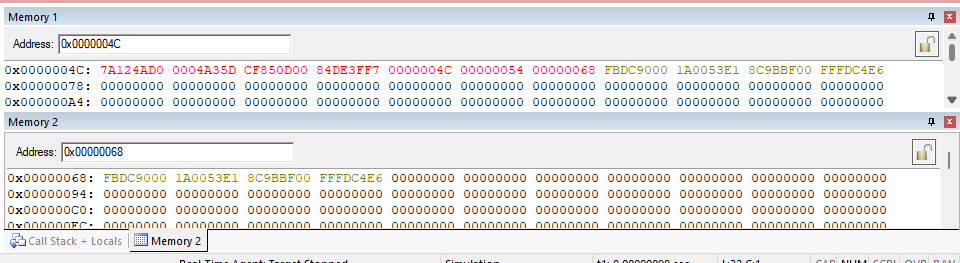 Memory 1
Address: 0x0000004C
0x0000004C: 7A124AD0 0004A35D CF850D00 84DE3FF7 0000004C 00000054 00000068 FBDC9000 1A0053E1 8C9BBF00 FFFDC4E6
0x00000078: 00000000 00000000 00000000 00000000 00000000 00000000 00000000 00000000 00000000 00000000 00000000
0x000000A4: 00000000 00000000 00000000 00000000 00000000 00000000 00000000 00000000 00000000 00000000 00000000
Memory 2
Address: 0x00000068
0x00000068: FBDC9000 1A0053E1 8C9BBF00 FFFDC4E6 00000000 00000000 00000000 00000000 00000000 00000000 00000000
0x00000094: 00000000 00000000 00000000 00000000 00000000 00000000 00000000 00000000 00000000 00000000 00000000
0x000000C0: 00000000 00000000 00000000 00000000 00000000 00000000 00000000 00000000 00000000 00000000 00000000
0x000000EC: 00000000 00000000 00000000 00000000 00000000 00000000 00000000 00000000 00000000 00000000 00000000
Call Stack + Locals Memory 2
Real-Time Agent: Target Stopped Simulation t1: 0.00000008 sec CAP NUM SCRL OVR R/W